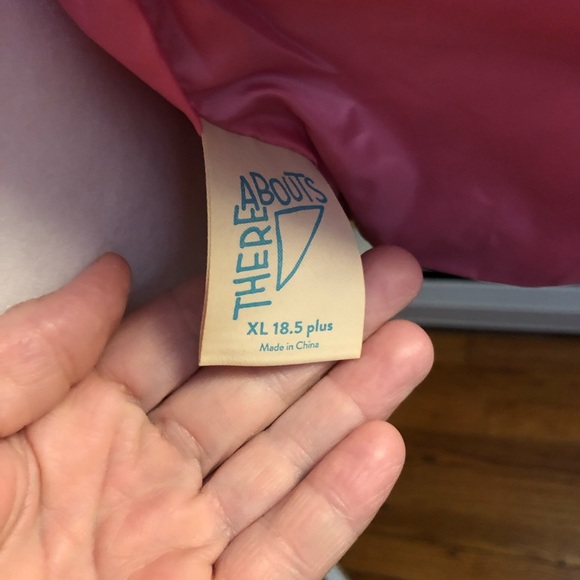 THEREABOUTS
XL 18.5 plus
Made in China